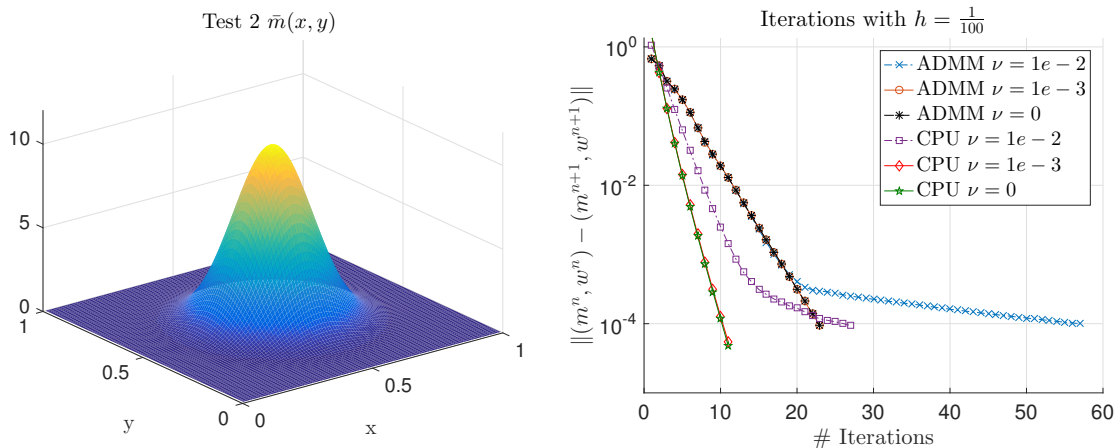 Test 2 m̄(x, y)
10
5
0
1
0.5
0
y
0
0.5
1
x
Iterations with h = 1/100
10^0
10^-2
10^-4
‖(m^n, w^n) − (m^{n+1}, w^{n+1})‖
ADMM ν = 1e − 2
ADMM ν = 1e − 3
ADMM ν = 0
CPU ν = 1e − 2
CPU ν = 1e − 3
CPU ν = 0
0 10 20 30 40 50 60
# Iterations